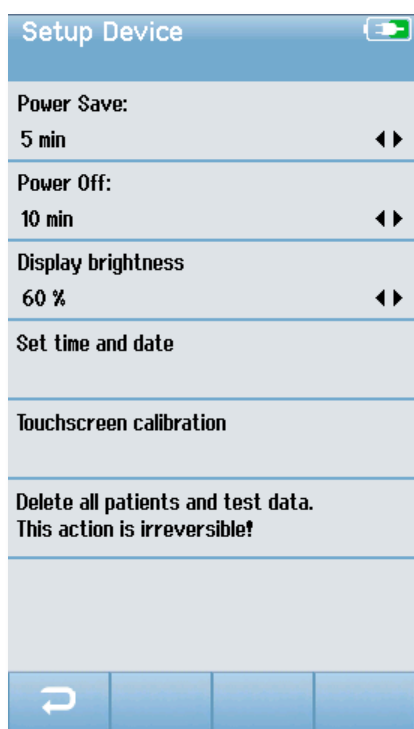 Setup Device
Power Save:
5 min
Power Off:
10 min
Display brightness
60 %
Set time and date
Touchscreen calibration
Delete all patients and test data.
This action is irreversible!